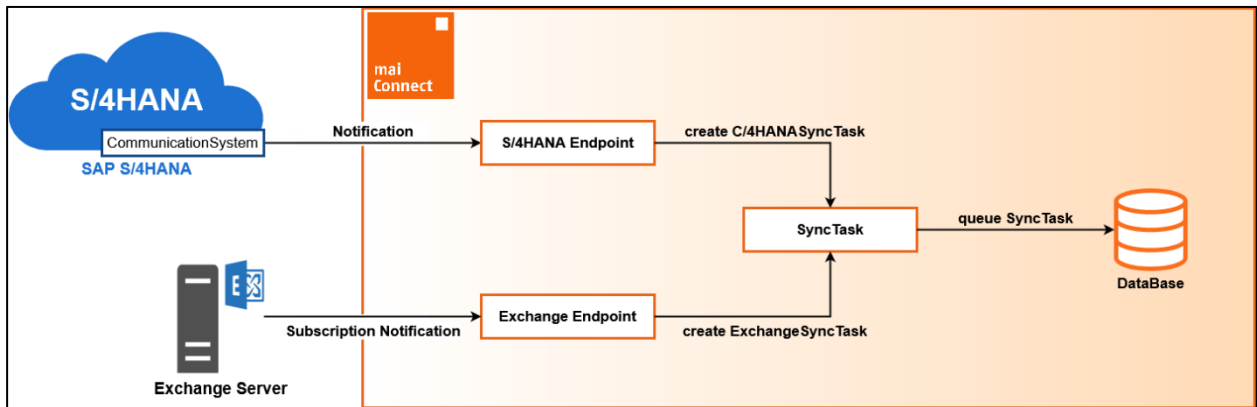 mai
Connect
S/4HANA
CommunicationSystem
SAP S/4HANA
Notification
S/4HANA Endpoint
create C/4HANASyncTask
SyncTask
queue SyncTask
DataBase
E
Exchange Server
Subscription Notification
Exchange Endpoint
create ExchangeSyncTask